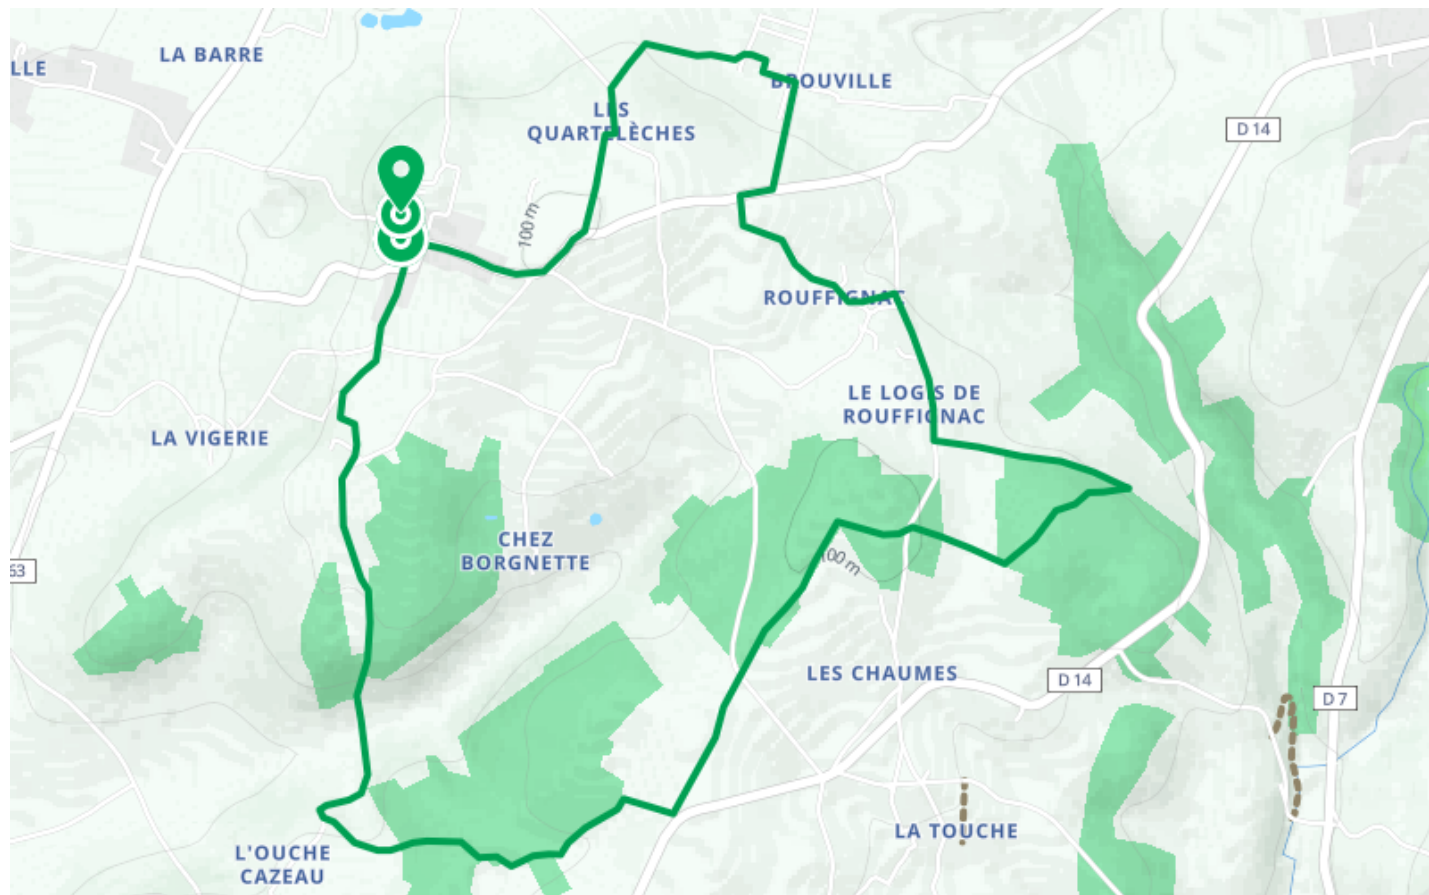 LA BARRE
LLE
BROUVILLE
LES
QUARTELÈCHES
D 14
100 m
ROUFFIGNAC
LE LOGIS DE
ROUFFIGNAC
LA VIGERIE
CHEZ
BORGNETTE
100 m
63
LES CHAUMES
D 14
D 7
LA TOUCHE
L'OUCHE
CAZEAU